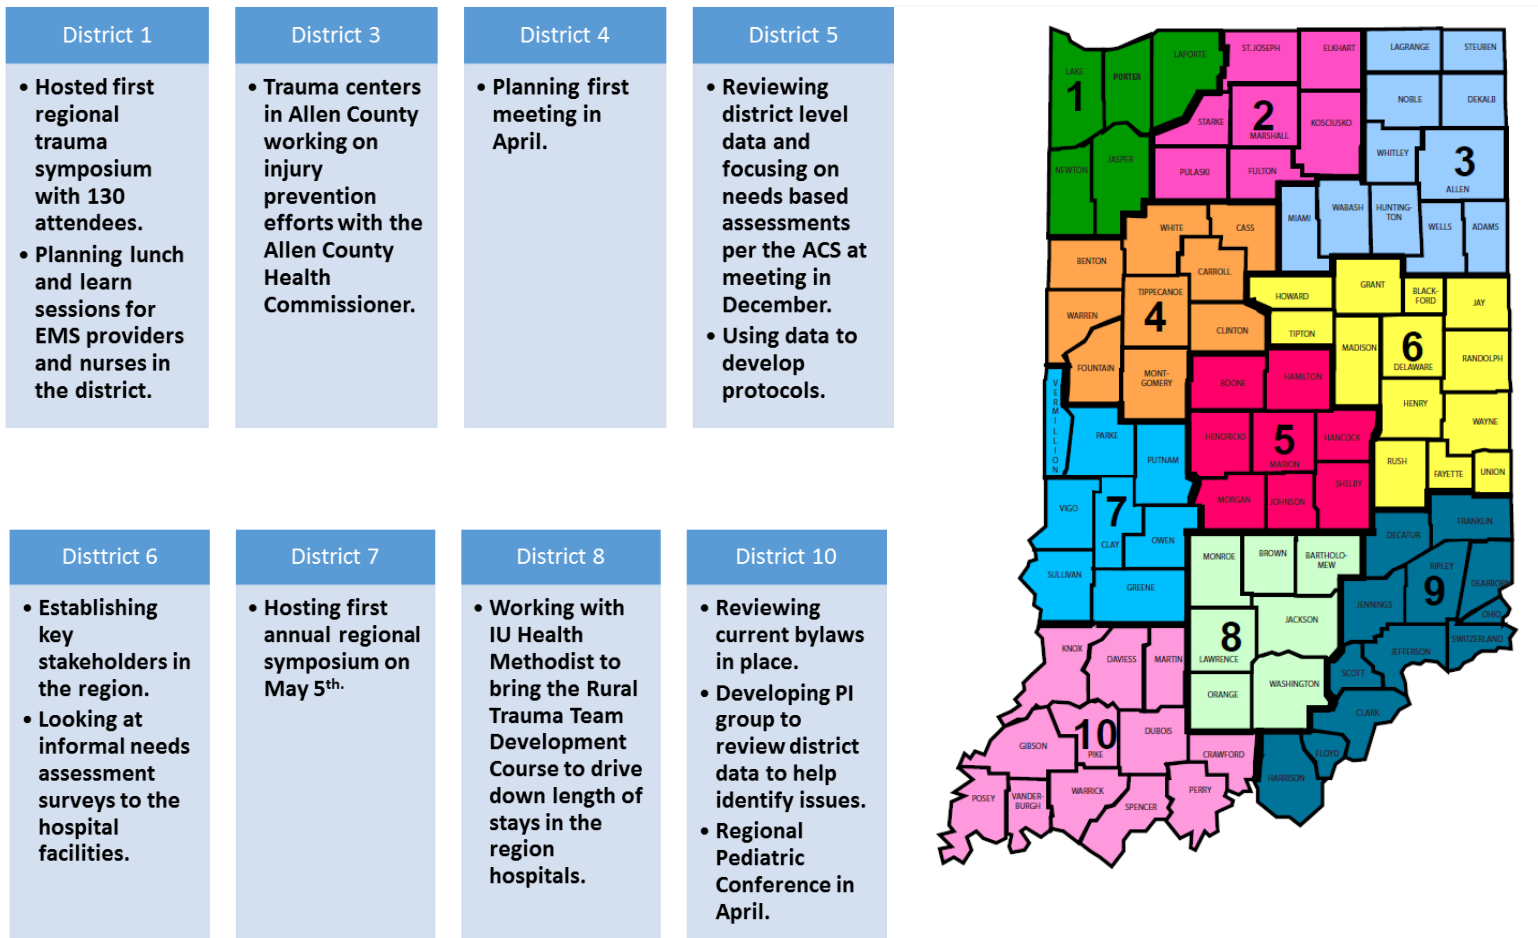 District 1
• Hosted first
regional
trauma
symposium
with 130
attendees.
• Planning lunch
and learn
sessions for
EMS providers
and nurses in
the district.
District 3
• Trauma centers
in Allen County
working on
injury
prevention
efforts with the
Allen County
Health
Commissioner.
District 4
• Planning first
meeting in
April.
District 5
• Reviewing
district level
data and
focusing on
needs based
assessments
per the ACS at
meeting in
December.
• Using data to
develop
protocols.
Disttrict 6
• Establishing
key
stakeholders in
the region.
• Looking at
informal needs
assessment
surveys to the
hospital
facilities.
District 7
• Hosting first
annual regional
symposium on
May 5th.
District 8
• Working with
IU Health
Methodist to
bring the Rural
Trauma Team
Development
Course to drive
down length of
stays in the
region
hospitals.
District 10
• Reviewing
current bylaws
in place.
• Developing PI
group to
review district
data to help
identify issues.
• Regional
Pediatric
Conference in
April.
LAKE
PORTER
LAPORTE
1
NEWTON
JASPER
ST. JOSEPH
ELKHART
STARKE
2
MARSHALL
KOSCIUSKO
PULASKI
FULTON
LAGRANGE
STEUBEN
NOBLE
DEKALB
WHITLEY
3
ALLEN
MIAMI
WABASH
HUNTING-
TON
WELLS
ADAMS
WHITE
CASS
BENTON
CARROLL
TIPPECANOE
4
WARREN
CLINTON
FOUNTAIN
MONT-
GOMERY
HOWARD
GRANT
BLACK-
FORD
JAY
TIPTON
MADISON
6
DELAWARE
RANDOLPH
HENRY
WAYNE
RUSH
FAYETTE
UNION
BOONE
HAMILTON
HENDRICKS
5
MARION
HANCOCK
MORGAN
JOHNSON
SHELBY
VERMILLION
PARKE
PUTNAM
VIGO
7
CLAY
OWEN
SULLIVAN
GREENE
MONROE
BROWN
BARTHOLO-
MEW
8
LAWRENCE
JACKSON
ORANGE
WASHINGTON
DECATUR
FRANKLIN
RIPLEY
9
DEARBORN
JENNINGS
OHIO
SWITZERLAND
JEFFERSON
SCOTT
CLARK
FLOYD
HARRISON
KNOX
DAVIESS
MARTIN
GIBSON
10
PIKE
DUBOIS
CRAWFORD
POSEY
VANDER-
BURGH
WARRICK
SPENCER
PERRY